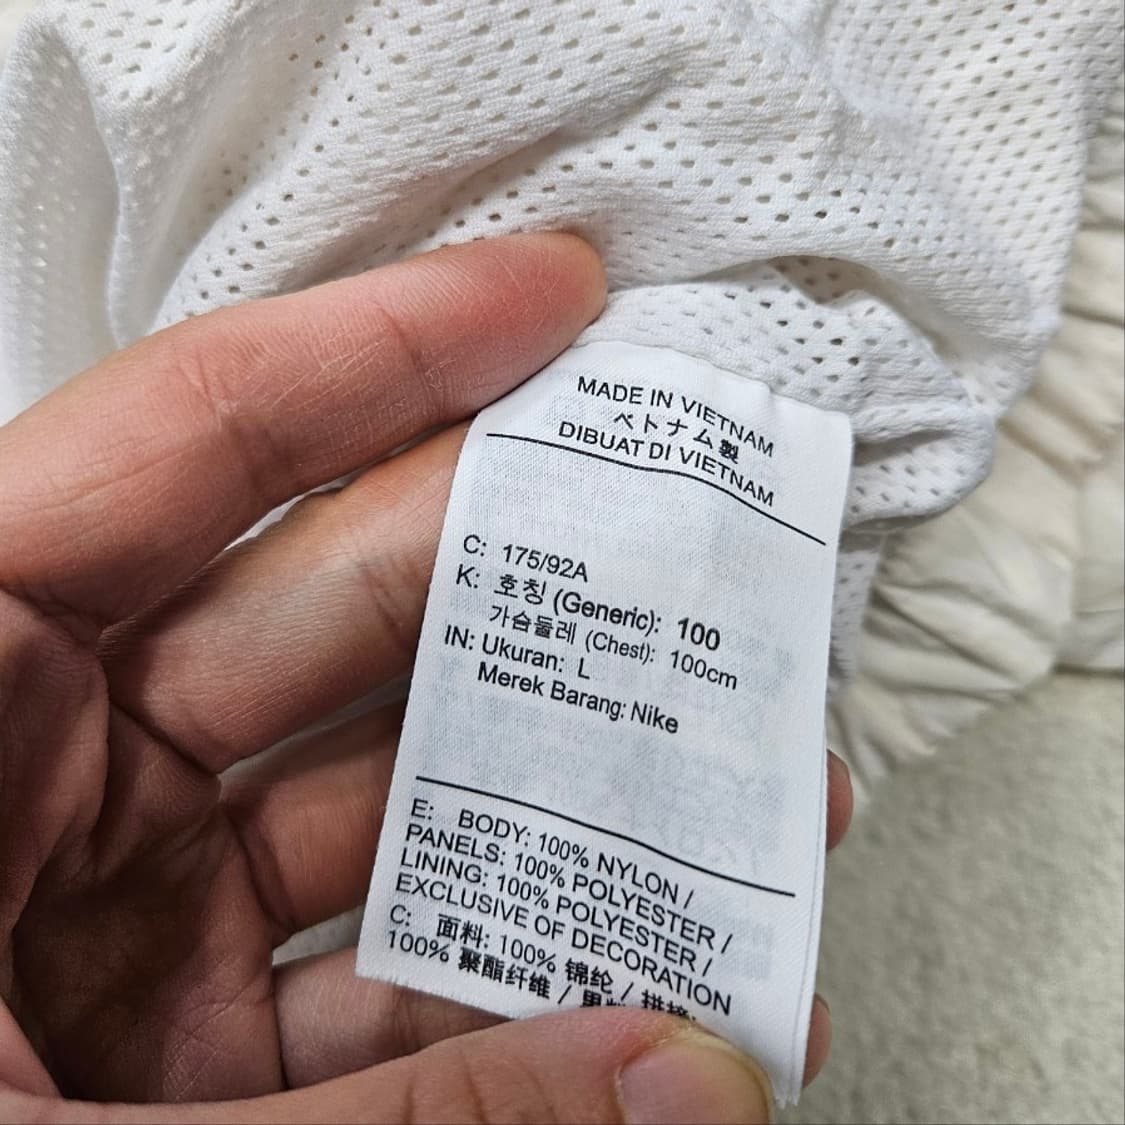 MADE IN VIETNAM
ベトナム製
DIBUAT DI VIETNAM
C: 175/92A
K: 호칭 (Generic): 100
가슴둘레 (Chest): 100cm
IN: Ukuran: L
Merek Barang: Nike
E: BODY: 100% NYLON /
PANELS: 100% POLYESTER /
LINING: 100% POLYESTER /
EXCLUSIVE OF DECORATION
C: 面料: 100% 锦纶 / 拼接:
100% 聚酯纤维 /